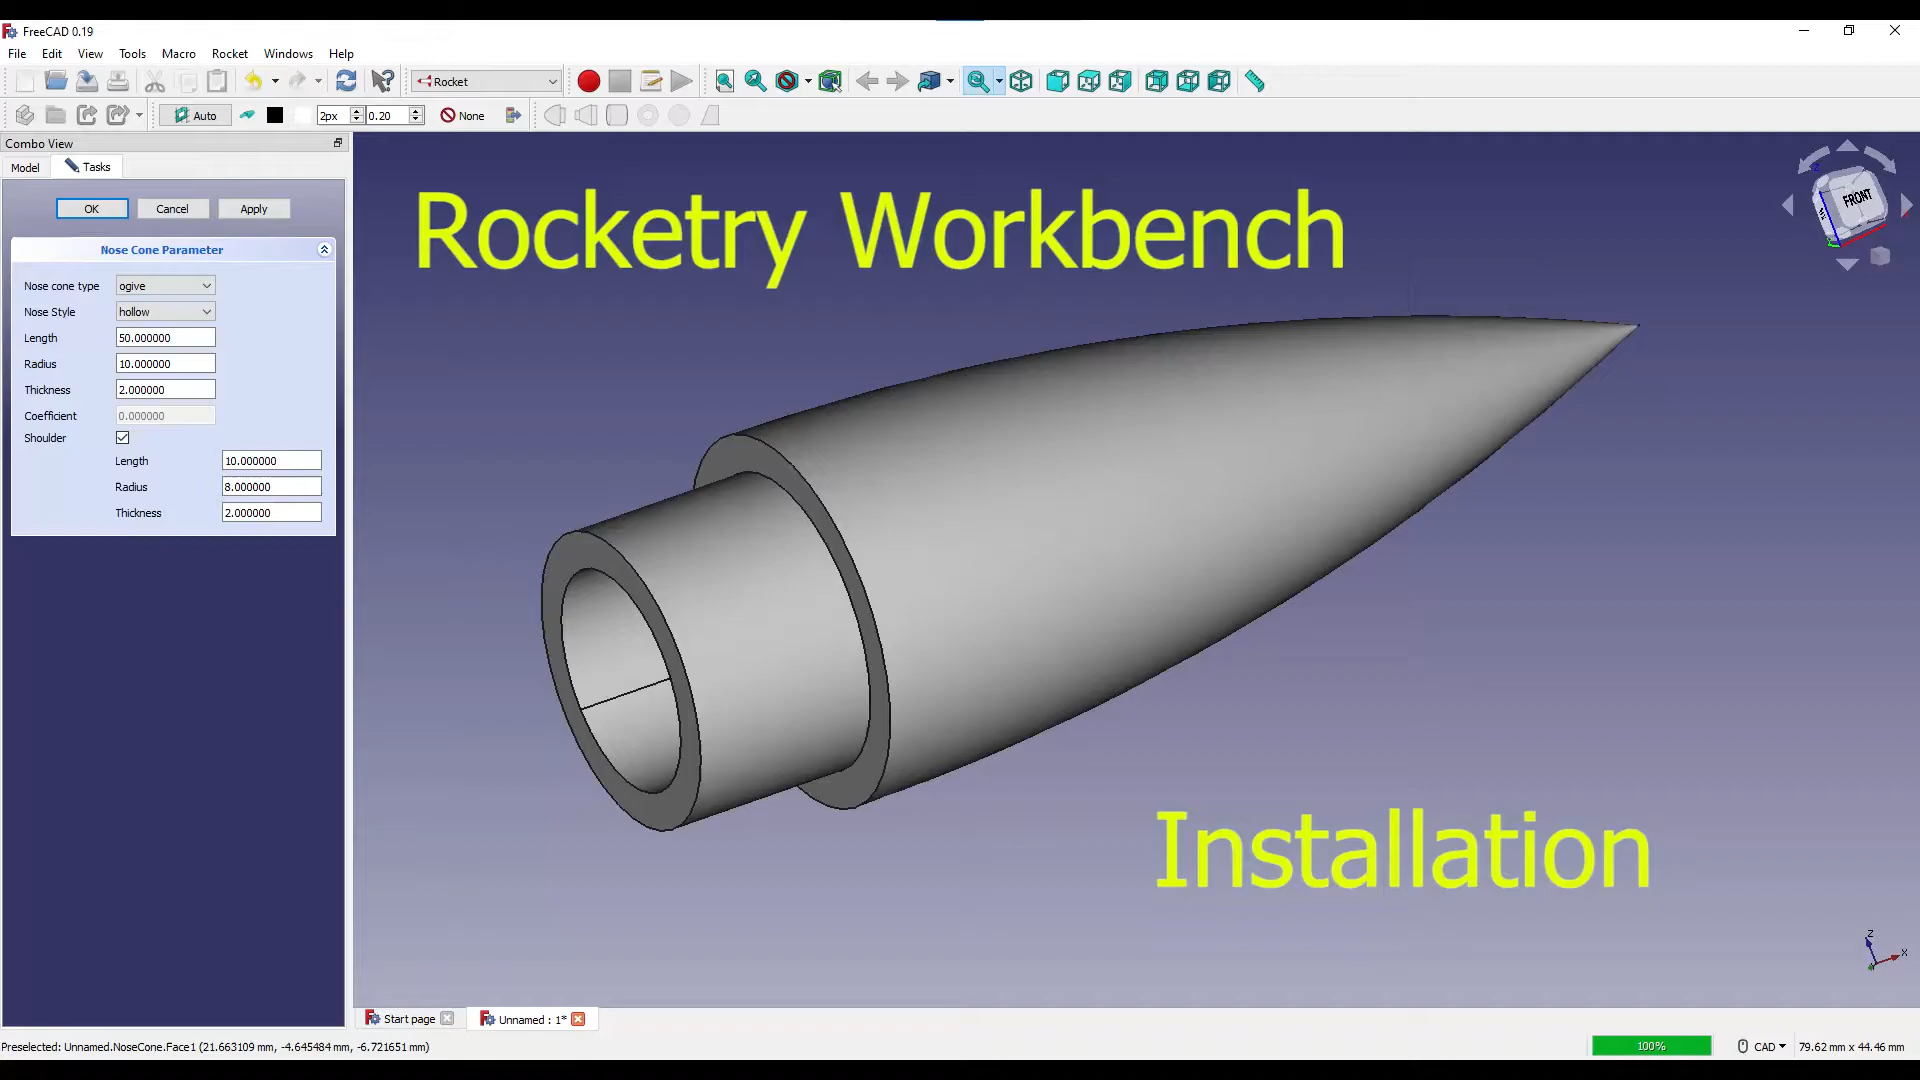 FreeCAD 0.19
File Edit View Tools Macro Rocket Windows Help
Rocket
Auto 2px 0.20 None
Combo View
Model Tasks
OK Cancel Apply
Nose Cone Parameter
Nose cone type ogive
Nose Style hollow
Length 50.000000
Radius 10.000000
Thickness 2.000000
Coefficient 0.000000
Shoulder
Length 10.000000
Radius 8.000000
Thickness 2.000000
Rocketry Workbench
FRONT
Installation
Z
X
Start page Unnamed : 1*
Preselected: Unnamed.NoseCone.Face1 (21.663109 mm, -4.645484 mm, -6.721651 mm)
100% CAD 79.62 mm x 44.46 mm